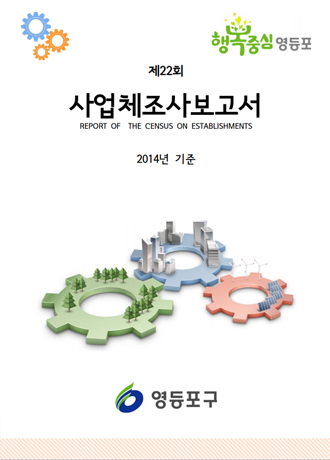 행복중심 영등포
제22회
사업체조사보고서
REPORT OF THE CENSUS ON ESTABLISHMENTS
2014년 기준
영등포구